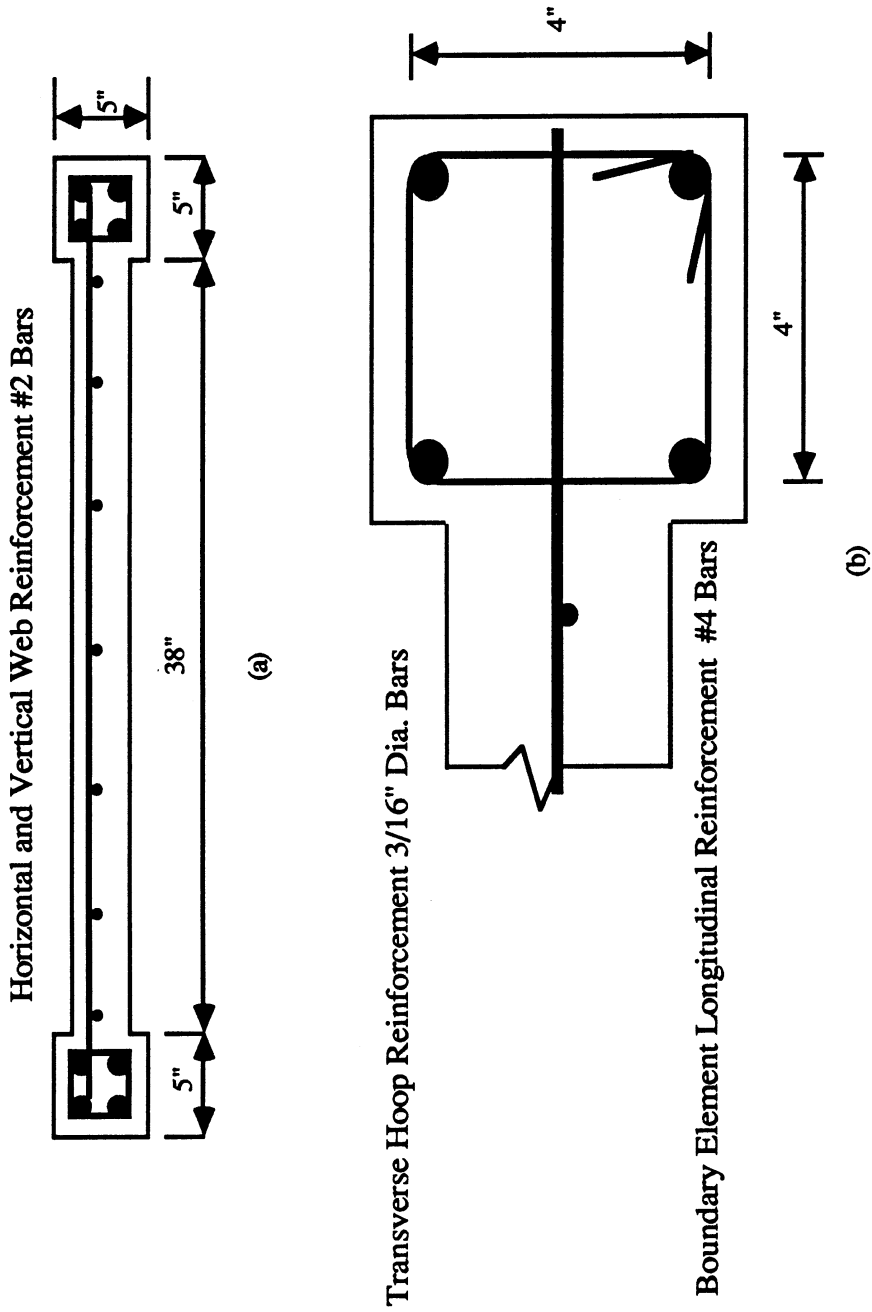 Horizontal and Vertical Web Reinforcement #2 Bars
5"
5"
38"
5"
(a)
Transverse Hoop Reinforcement 3/16" Dia. Bars
4"
4"
Boundary Element Longitudinal Reinforcement #4 Bars
(b)